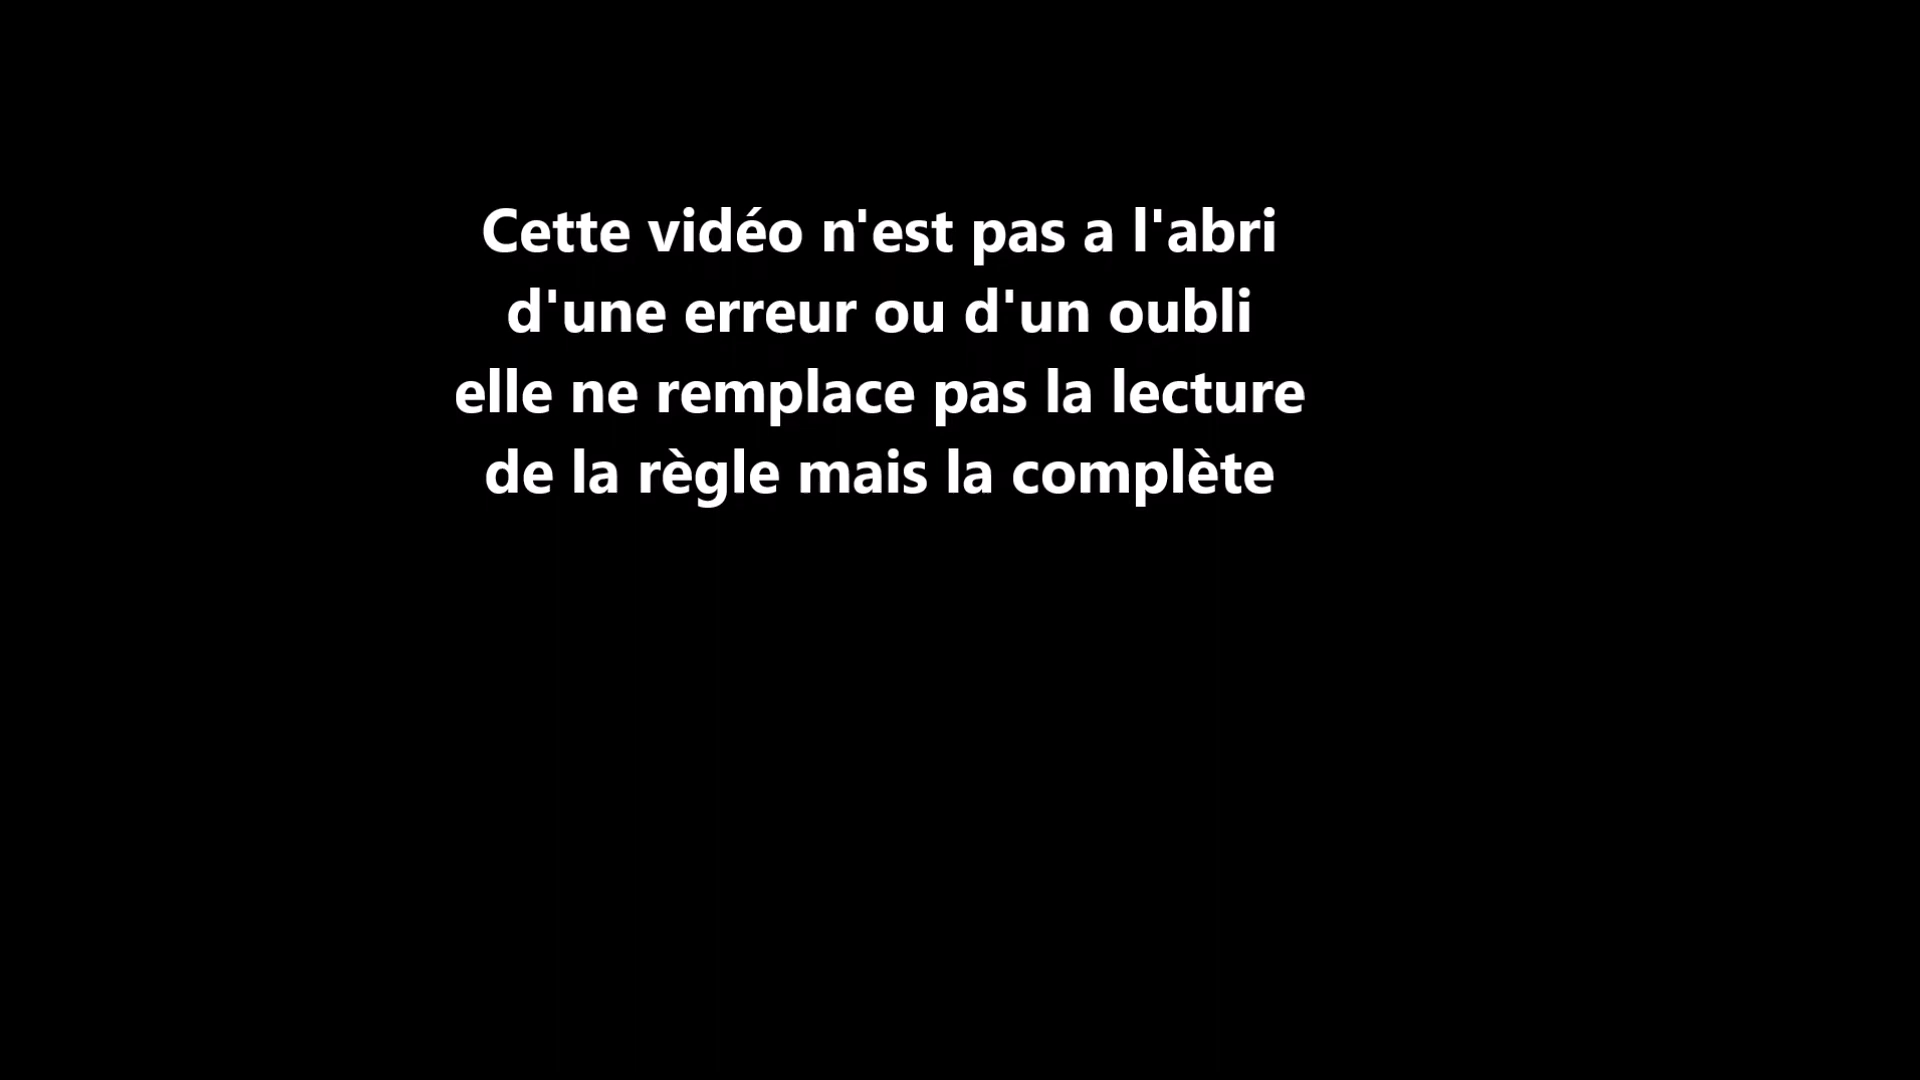 Cette vidéo n'est pas a l'abri
d'une erreur ou d'un oubli
elle ne remplace pas la lecture
de la règle mais la complète